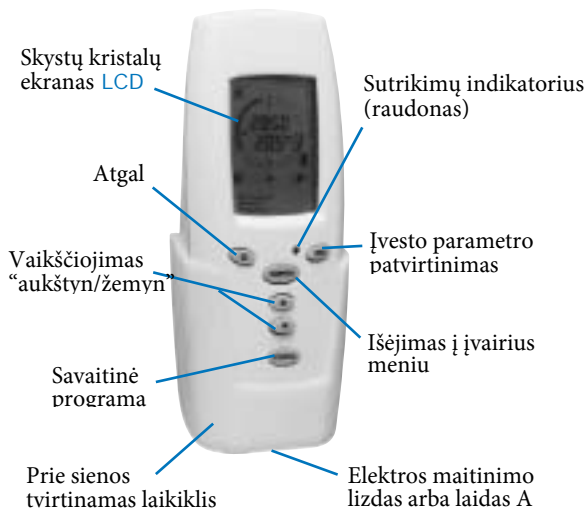 Skystų kristalų
ekranas LCD
Sutrikimų indikatorius
(raudonas)
Atgal
Įvesto parametro
patvirtinimas
Vaikščiojimas
“aukštyn/žemyn”
Išėjimas į įvairius
meniu
Savaitinė
programa
Prie sienos
tvirtinamas laikiklis
Elektros maitinimo
lizdas arba laidas A